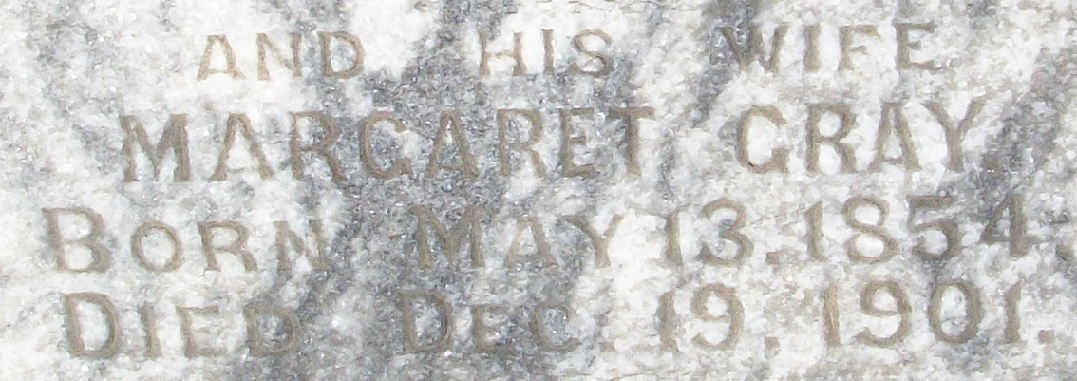 AND HIS WIFE
MARGARET GRAY.
BORN MAY 13. 1854.
DIED DEC. 19. 1901.